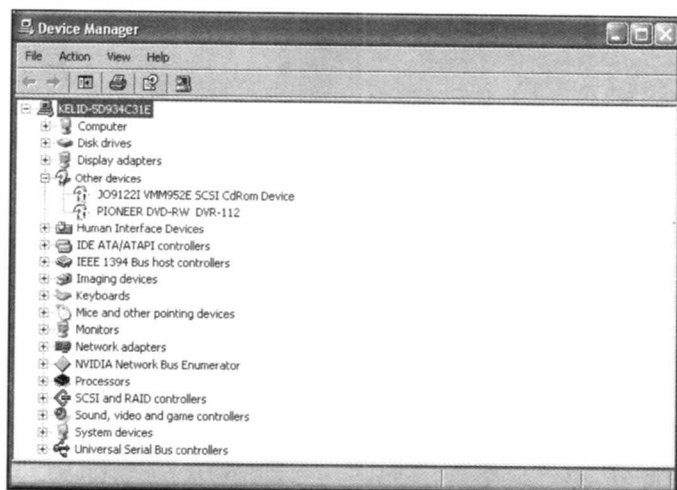 Device Manager
File Action View Help
KELID-5D934C31E
Computer
Disk drives
Display adapters
Other devices
JO9122I VMM952E SCSI CdRom Device
PIONEER DVD-RW DVR-112
Human Interface Devices
IDE ATA/ATAPI controllers
IEEE 1394 Bus host controllers
Imaging devices
Keyboards
Mice and other pointing devices
Monitors
Network adapters
NVIDIA Network Bus Enumerator
Processors
SCSI and RAID controllers
Sound, video and game controllers
System devices
Universal Serial Bus controllers